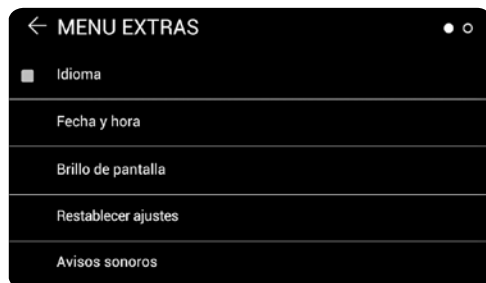 MENU EXTRAS
Idioma
Fecha y hora
Brillo de pantalla
Restablecer ajustes
Avisos sonoros